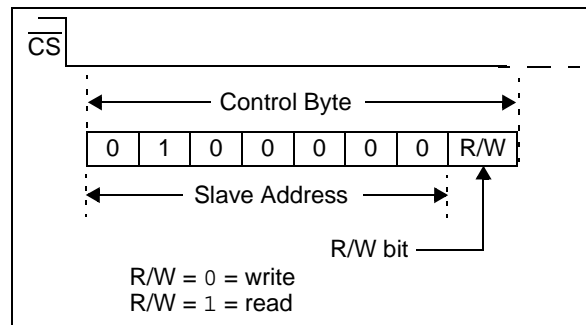 CS
Control Byte
0 1 0 0 0 0 0 R/W
Slave Address
R/W bit
R/W = 0 = write
R/W = 1 = read